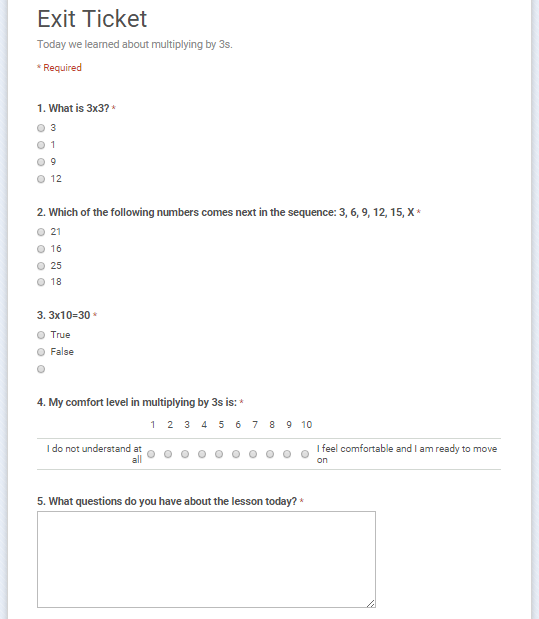 Exit Ticket
Today we learned about multiplying by 3s.
* Required
1. What is 3x3? *
3
1
9
12
2. Which of the following numbers comes next in the sequence: 3, 6, 9, 12, 15, X *
21
16
25
18
3. 3x10=30 *
True
False
4. My comfort level in multiplying by 3s is: *
1 2 3 4 5 6 7 8 9 10
I do not understand at
all
I feel comfortable and I am ready to move
on
5. What questions do you have about the lesson today? *